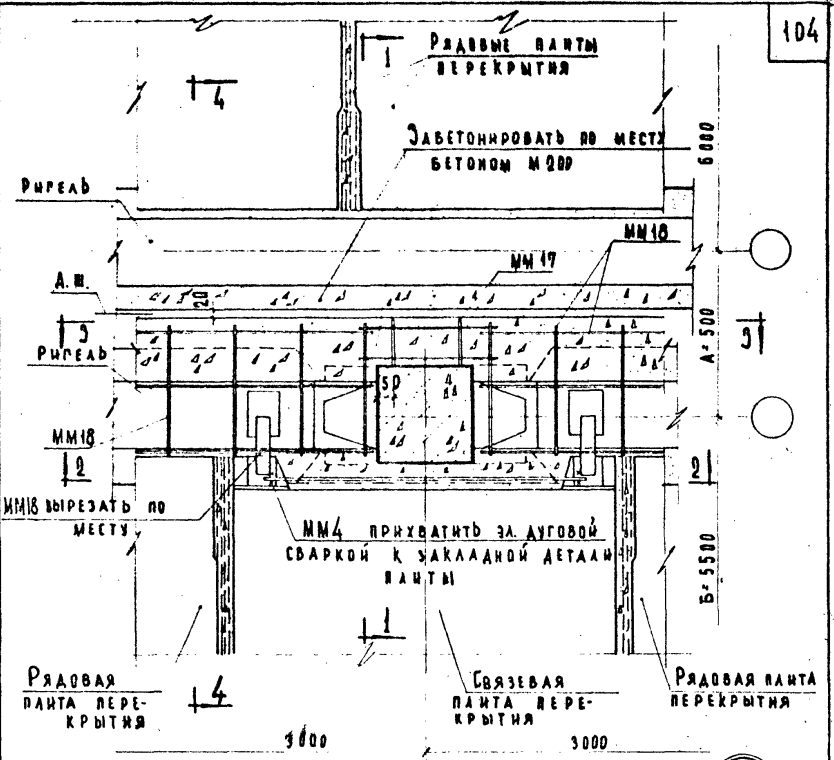 104
1
РЯДОВЫЕ ПЛИТЫ
ПЕРЕКРЫТИЯ
4
ЗАБЕТОНИРОВАТЬ ПО МЕСТУ
БЕТОНОМ М200
6000
РИГЕЛЬ
ММ18
ММ17
Д.Ш.
20
3
3
А=500
РИГЕЛЬ
50
ММ18
2
2
ММ18 ВЫРЕЗАТЬ ПО
МЕСТУ
ММ4 ПРИХВАТИТЬ ЭЛ. ДУГОВОЙ
СВАРКОЙ К ЗАКЛАДНОЙ ДЕТАЛИ
ПЛИТЫ
Б=5500
1
РЯДОВАЯ
ПЛИТА ПЕРЕ-
КРЫТИЯ
4
СВЯЗЕВАЯ
ПЛИТА ПЕРЕ-
КРЫТИЯ
РЯДОВАЯ ПЛИТА
ПЕРЕКРЫТИЯ
3000
3000